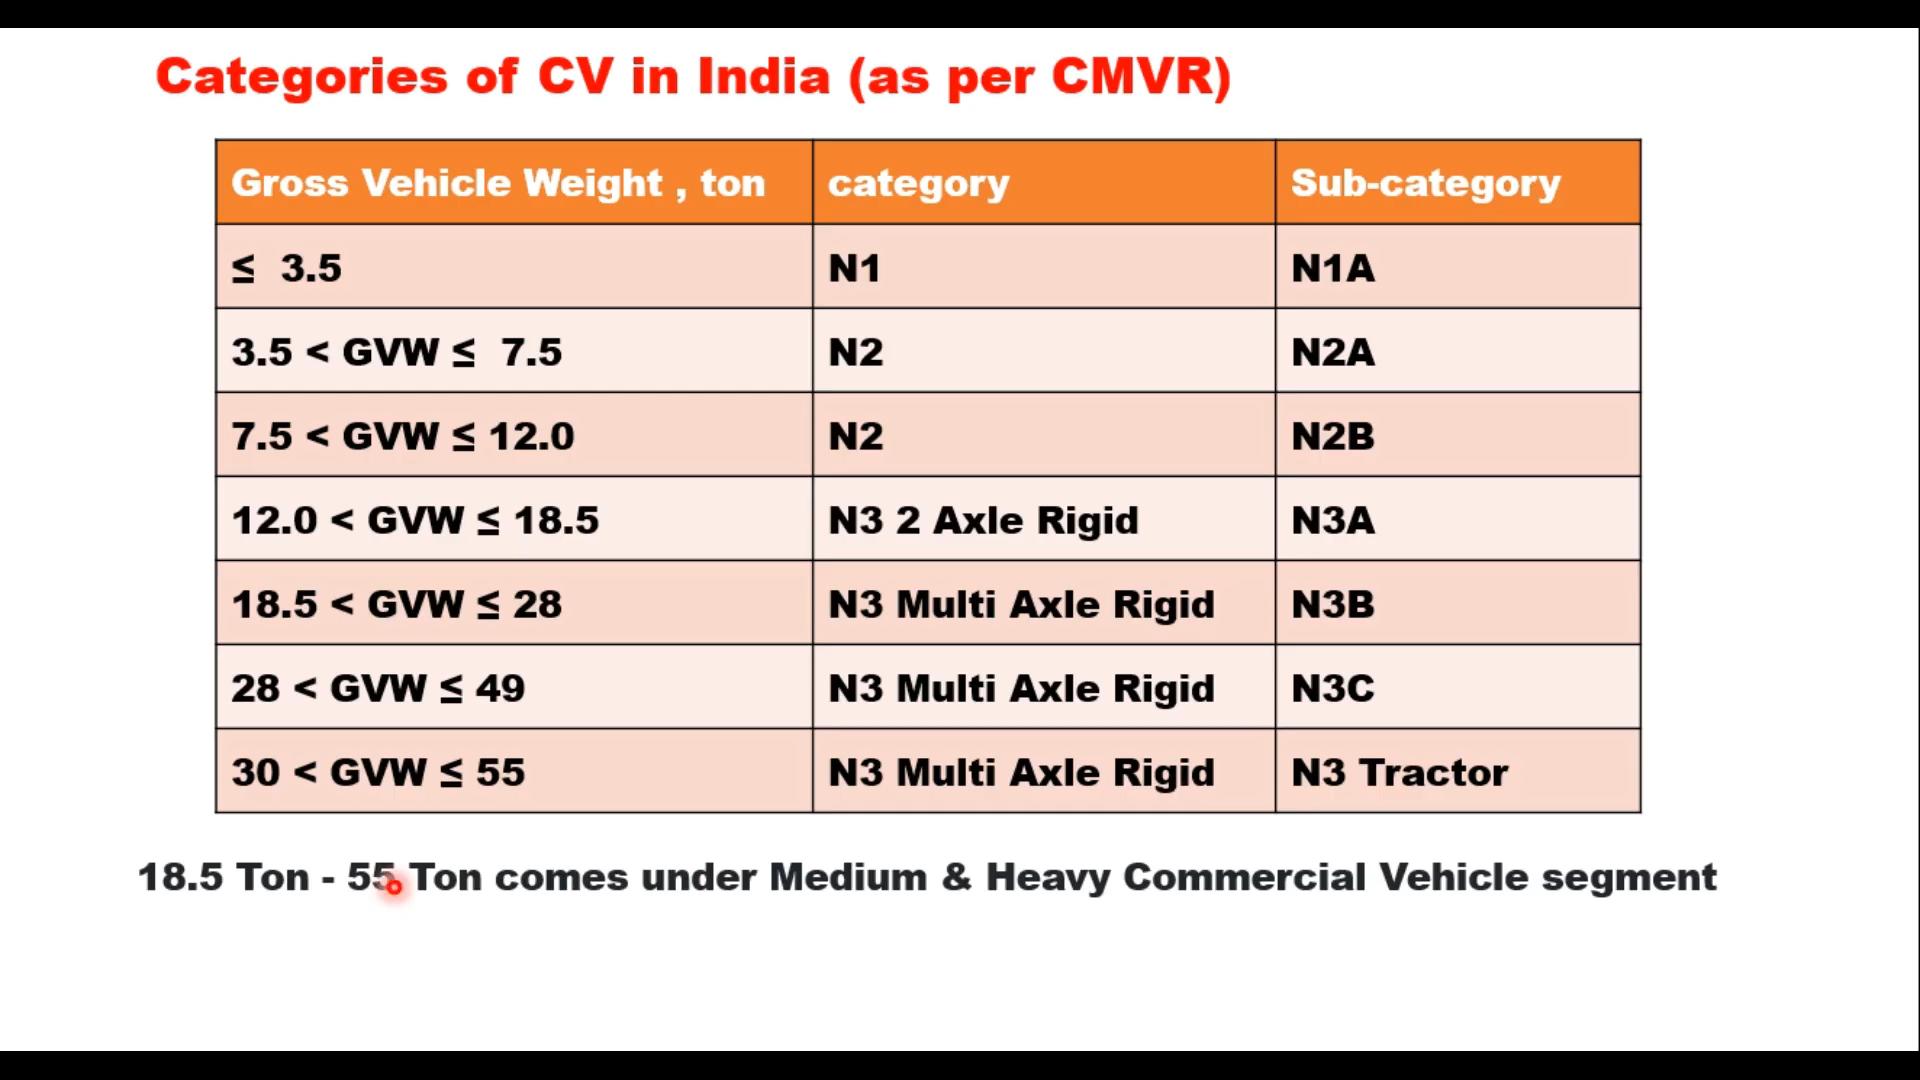 Categories of CV in India (as per CMVR)
Gross Vehicle Weight , ton category Sub-category
≤ 3.5 N1 N1A
3.5 < GVW ≤ 7.5 N2 N2A
7.5 < GVW ≤ 12.0 N2 N2B
12.0 < GVW ≤ 18.5 N3 2 Axle Rigid N3A
18.5 < GVW ≤ 28 N3 Multi Axle Rigid N3B
28 < GVW ≤ 49 N3 Multi Axle Rigid N3C
30 < GVW ≤ 55 N3 Multi Axle Rigid N3 Tractor
18.5 Ton - 55 Ton comes under Medium & Heavy Commercial Vehicle segment